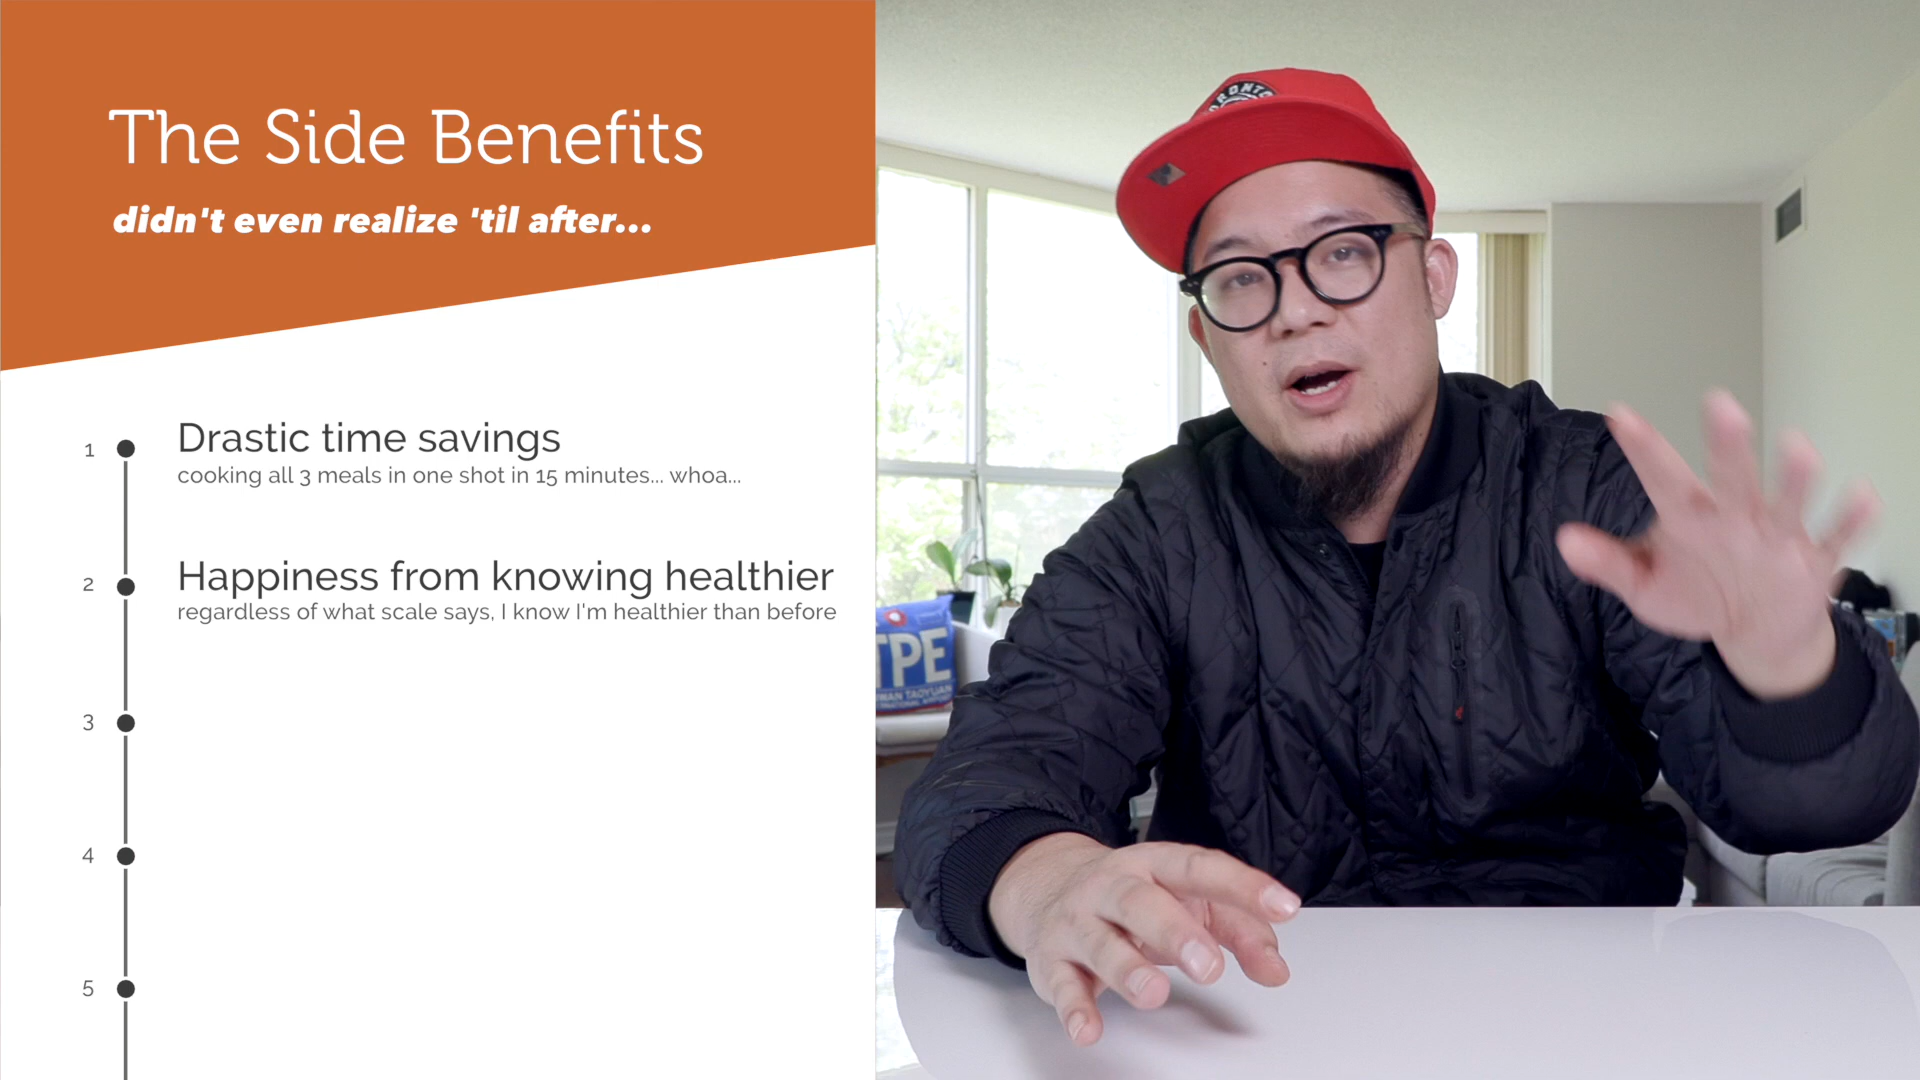 The Side Benefits
didn't even realize 'til after...
1
Drastic time savings
cooking all 3 meals in one shot in 15 minutes... whoa...
2
Happiness from knowing healthier
regardless of what scale says, I know I'm healthier than before
3
4
5
TPE